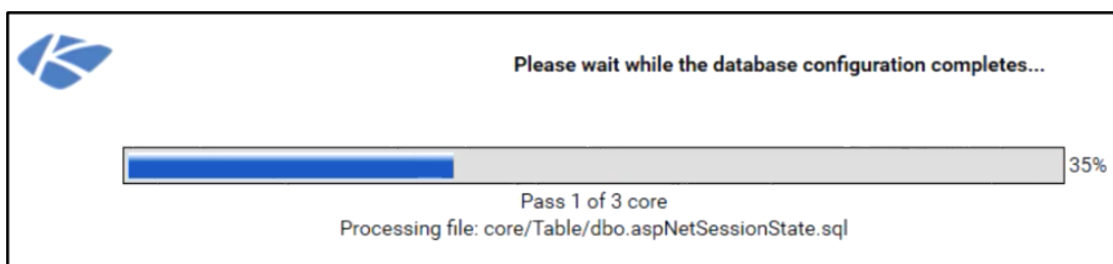 Please wait while the database configuration completes...
35%
Pass 1 of 3 core
Processing file: core/Table/dbo.aspNetSessionState.sql